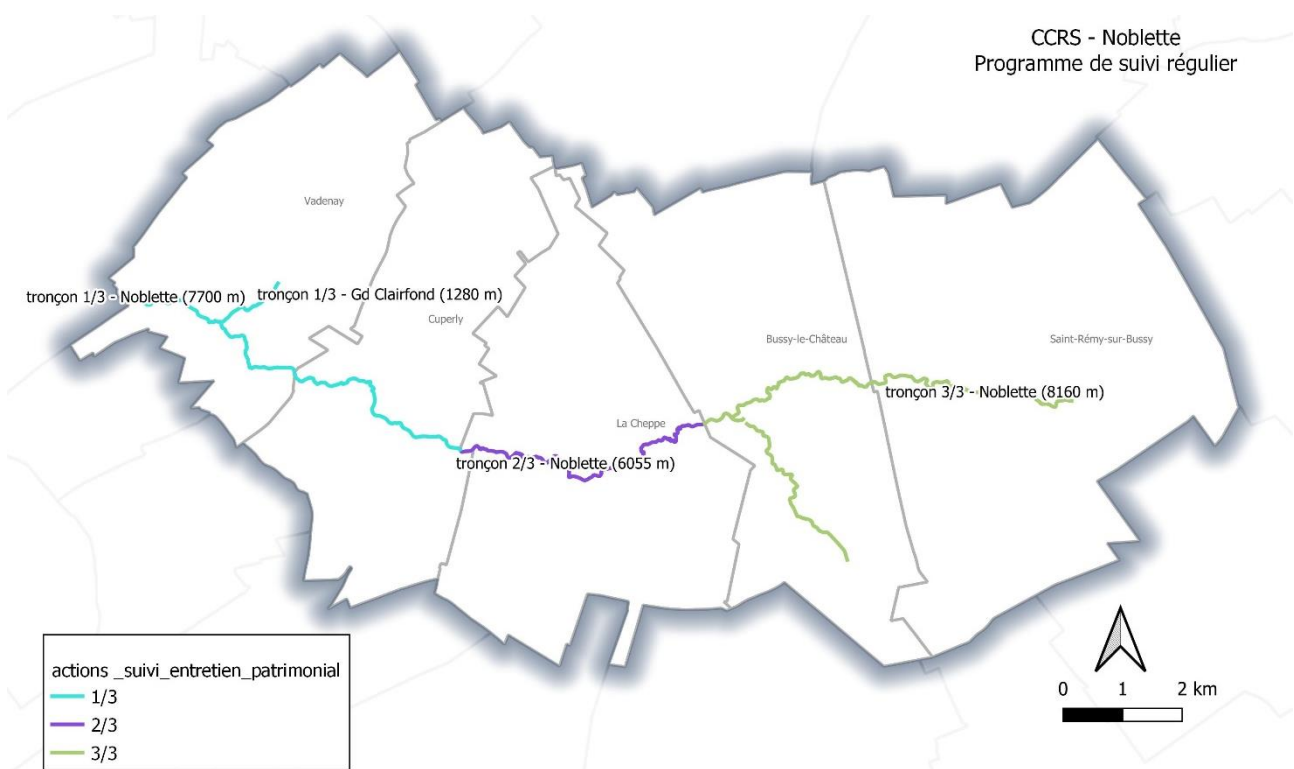 CCRS - Noblette
Programme de suivi régulier
Vadenay
tronçon 1/3 - Noblette (7700 m)
tronçon 1/3 - Gd Clairfond (1280 m)
Cuperly
Bussy-le-Château
Saint-Rémy-sur-Bussy
tronçon 3/3 - Noblette (8160 m)
La Cheppe
tronçon 2/3 - Noblette (6055 m)
actions _suivi_entretien_patrimonial
1/3
2/3
3/3
0 1 2 km